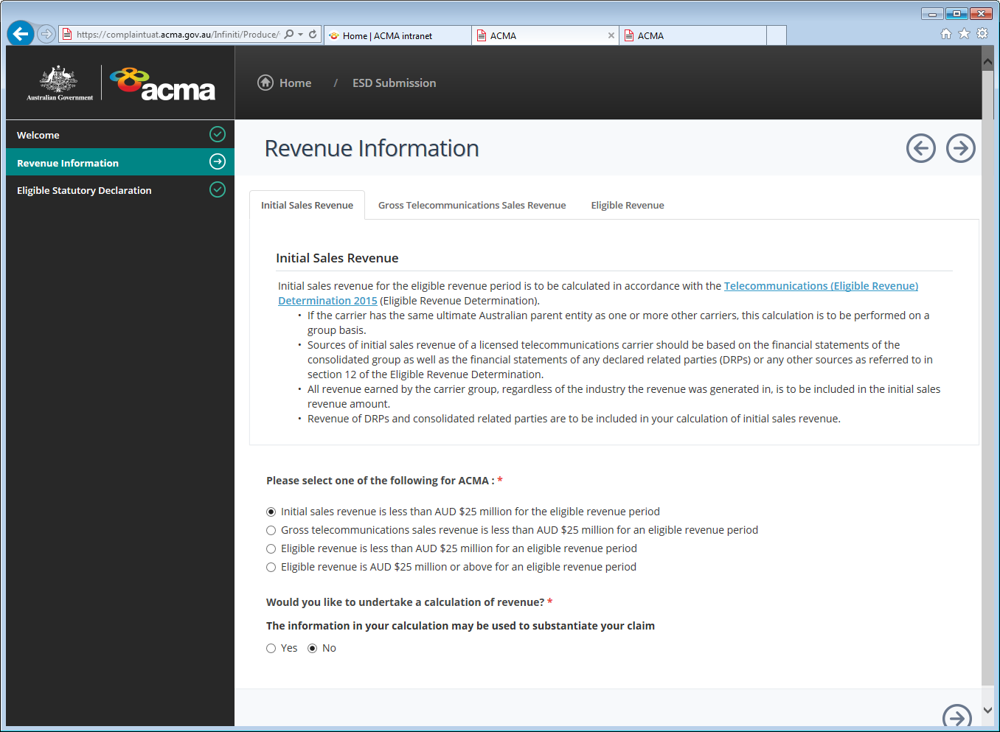 https://complaintuat.acma.gov.au/Infiniti/Produce/
Home | ACMA intranet
ACMA
ACMA
Australian Government
acma
Home / ESD Submission
Welcome
Revenue Information
Eligible Statutory Declaration
Revenue Information
Initial Sales Revenue
Gross Telecommunications Sales Revenue
Eligible Revenue
Initial Sales Revenue
Initial sales revenue for the eligible revenue period is to be calculated in accordance with the Telecommunications (Eligible Revenue)
Determination 2015 (Eligible Revenue Determination).
• If the carrier has the same ultimate Australian parent entity as one or more other carriers, this calculation is to be performed on a
group basis.
• Sources of initial sales revenue of a licensed telecommunications carrier should be based on the financial statements of the
consolidated group as well as the financial statements of any declared related parties (DRPs) or any other sources as referred to in
section 12 of the Eligible Revenue Determination.
• All revenue earned by the carrier group, regardless of the industry the revenue was generated in, is to be included in the initial sales
revenue amount.
• Revenue of DRPs and consolidated related parties are to be included in your calculation of initial sales revenue.
Please select one of the following for ACMA : *
Initial sales revenue is less than AUD $25 million for the eligible revenue period
Gross telecommunications sales revenue is less than AUD $25 million for an eligible revenue period
Eligible revenue is less than AUD $25 million for an eligible revenue period
Eligible revenue is AUD $25 million or above for an eligible revenue period
Would you like to undertake a calculation of revenue? *
The information in your calculation may be used to substantiate your claim
Yes No